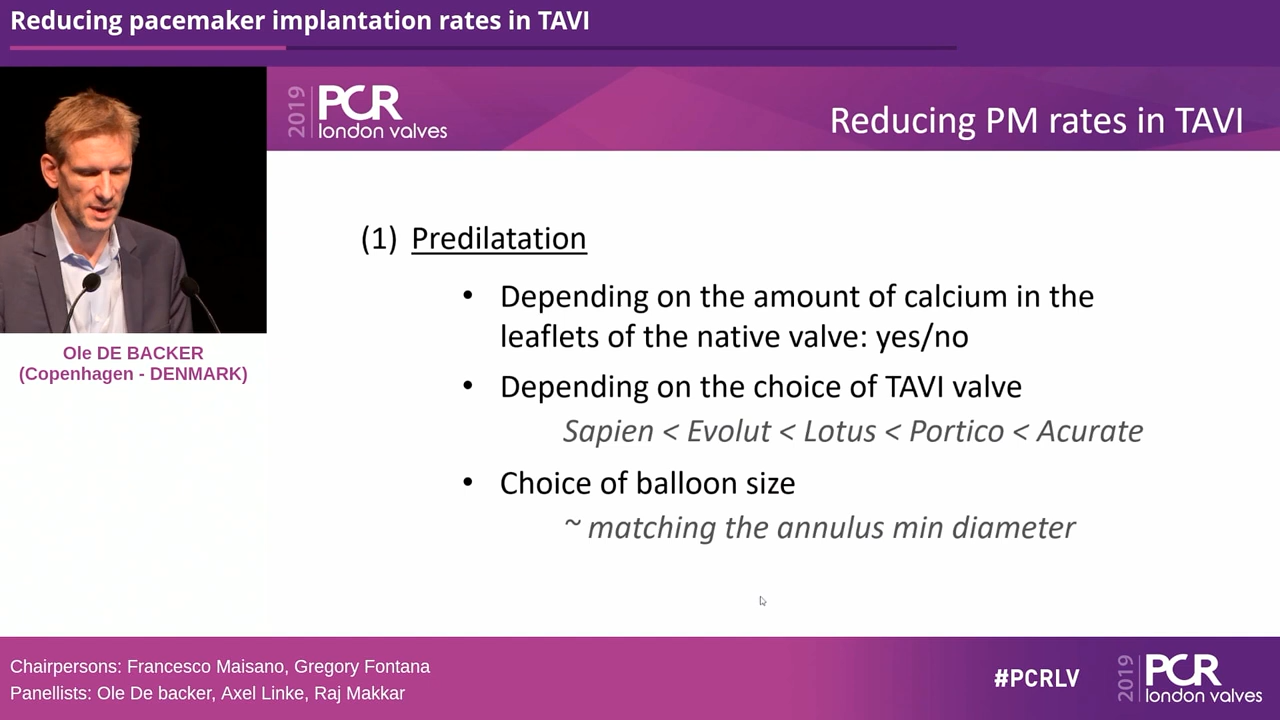 Reducing pacemaker implantation rates in TAVI
2019 PCR
london valves
Reducing PM rates in TAVI
Ole DE BACKER
(Copenhagen - DENMARK)
(1) Predilatation
• Depending on the amount of calcium in the
leaflets of the native valve: yes/no
• Depending on the choice of TAVI valve
Sapien < Evolut < Lotus < Portico < Acurate
• Choice of balloon size
~ matching the annulus min diameter
Chairpersons: Francesco Maisano, Gregory Fontana
Panellists: Ole De backer, Axel Linke, Raj Makkar
#PCRLV
2019 PCR
london valves